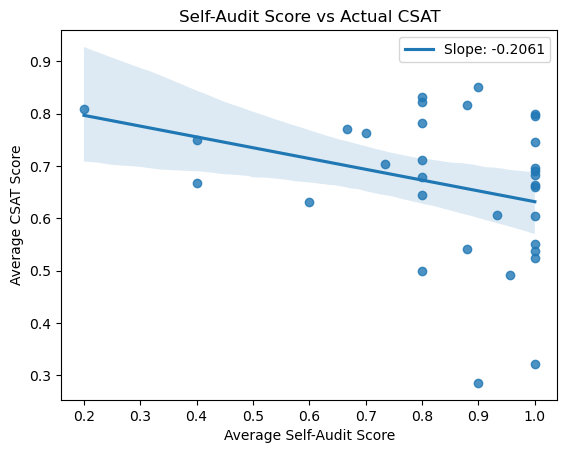 Self-Audit Score vs Actual CSAT
Slope: -0.2061
Average CSAT Score
0.9
0.8
0.7
0.6
0.5
0.4
0.3
0.2 0.3 0.4 0.5 0.6 0.7 0.8 0.9 1.0
Average Self-Audit Score